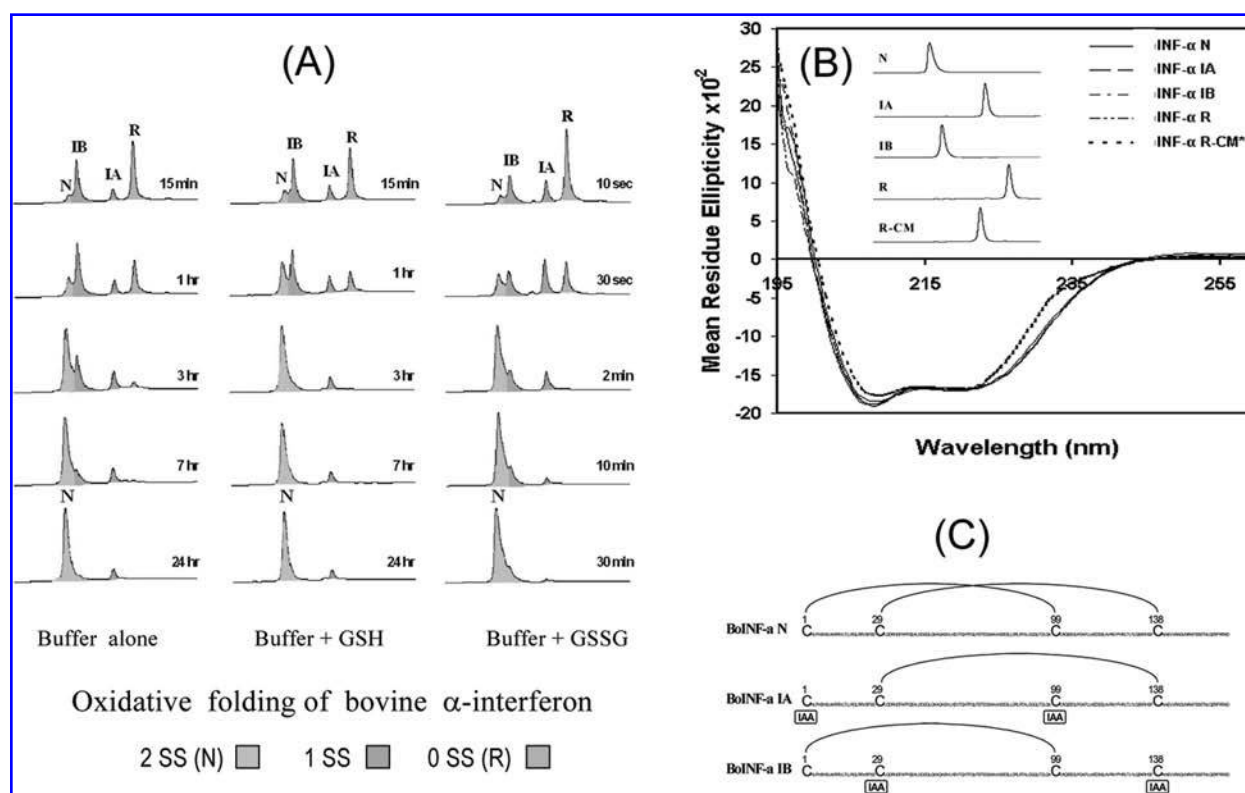 (A)
N IB IA R
15 min
1 hr
3 hr
7 hr
N
24 hr
Buffer alone
N IB IA R
15 min
1 hr
3 hr
7 hr
N
24 hr
Buffer + GSH
N IB IA R
10 sec
30 sec
2 min
10 min
N
30 min
Buffer + GSSG
Oxidative folding of bovine α-interferon
2 SS (N) 1 SS 0 SS (R)
(B)
Mean Residue Ellipticity x10-2
30
25
20
15
10
5
0
-5
-10
-15
-20
195 215 235 255
Wavelength (nm)
N
IA
IB
R
R-CM
bINF-α N
bINF-α IA
bINF-α IB
INF-α R
INF-α R-CM*
(C)
1 29 99 138
BoINF-a N C C C C
1 29 99 138
BoINF-a IA C C C C
IAA IAA
1 29 99 138
BoINF-a IB C C C C
IAA IAA